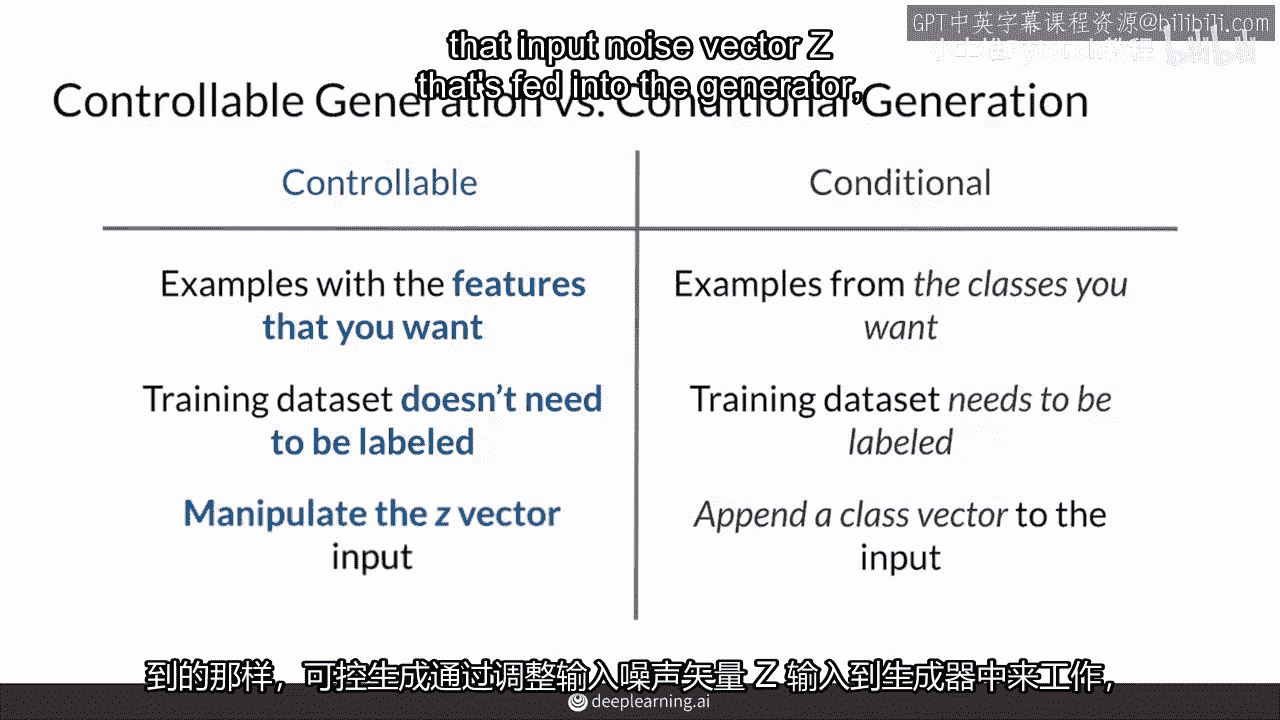 GPT中英字幕课程资源@bilibili.com
that input noise vector Z
that's fed into the generator,
Controllable Generation vs. Conditional Generation
Controllable
Conditional
Examples with the features
that you want
Examples from the classes you
want
Training dataset doesn't need
to be labeled
Training dataset needs to be
labeled
Manipulate the z vector
input
Append a class vector to the
input
到的那样，可控生成通过调整输入噪声矢量 Z 输入到生成器中来工作，
deeplearning.ai